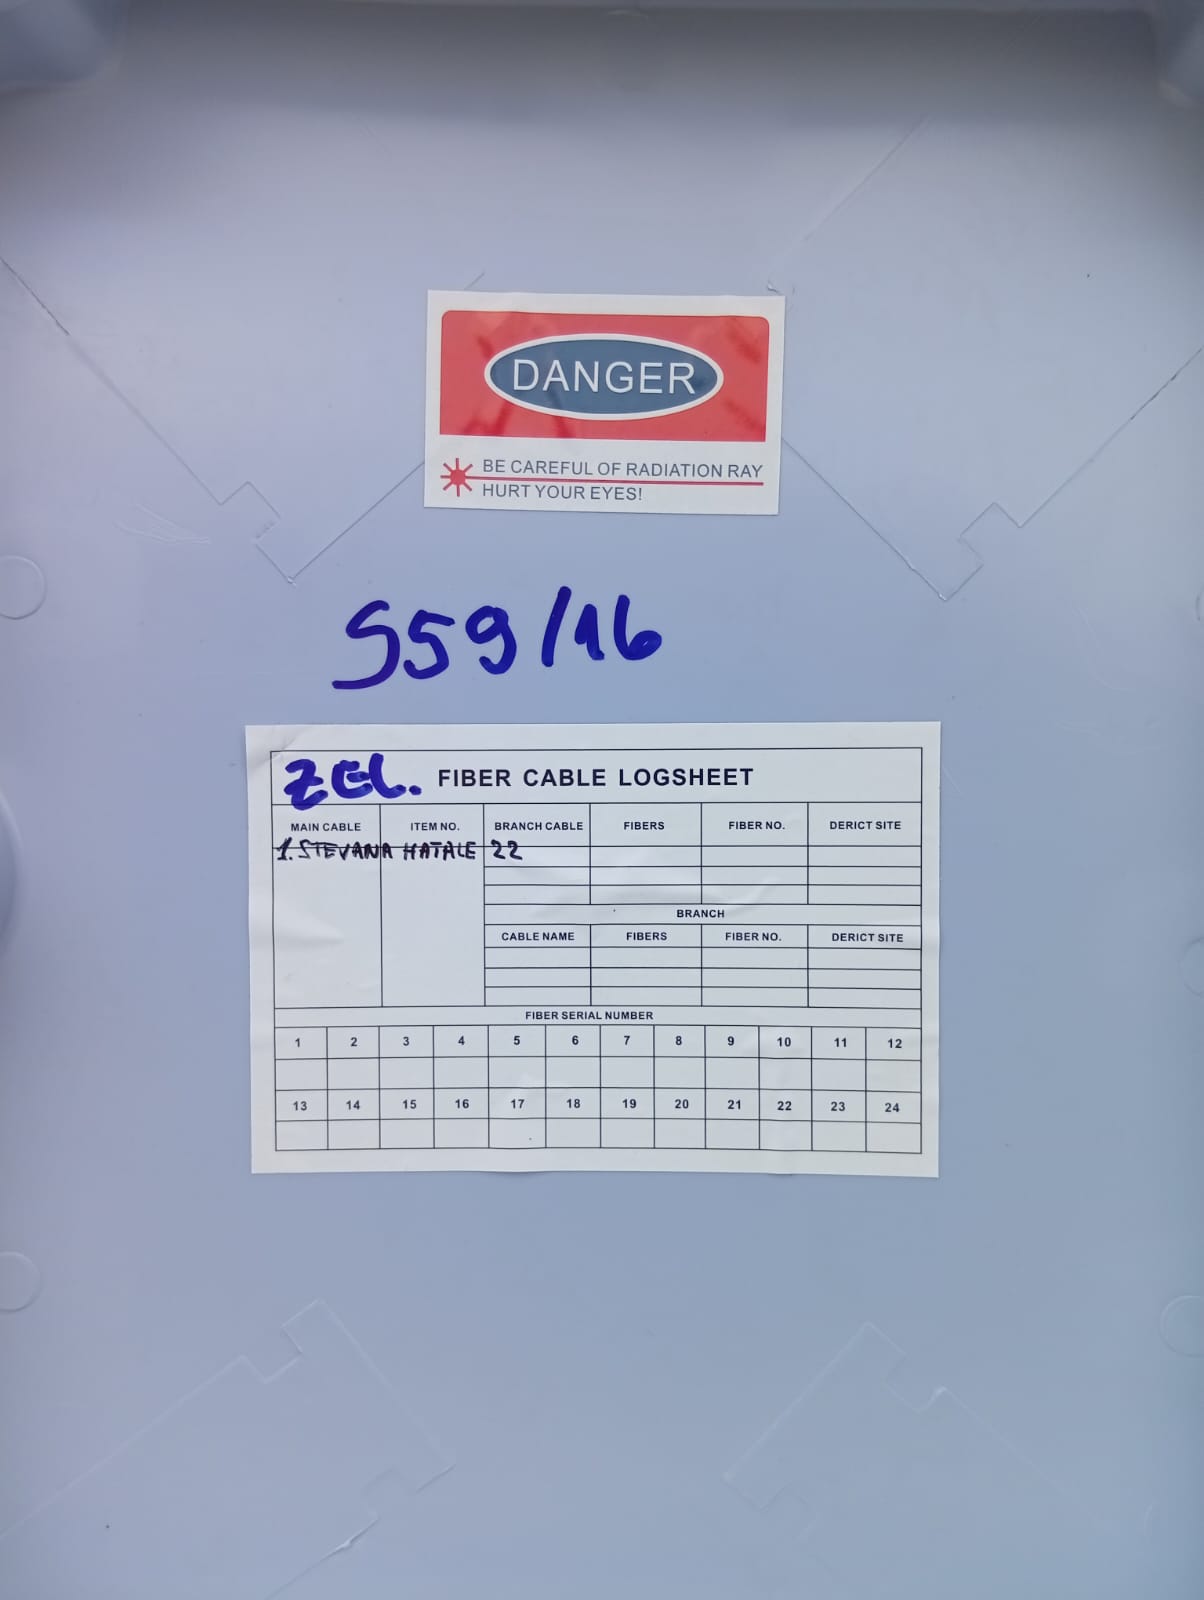 DANGER
BE CAREFUL OF RADIATION RAY
HURT YOUR EYES!
S59/16
ZEL. FIBER CABLE LOGSHEET
MAIN CABLE ITEM NO. BRANCH CABLE FIBERS FIBER NO. DERICT SITE
1. STEVANA HATALE 22
BRANCH
CABLE NAME FIBERS FIBER NO. DERICT SITE
FIBER SERIAL NUMBER
1 2 3 4 5 6 7 8 9 10 11 12
13 14 15 16 17 18 19 20 21 22 23 24